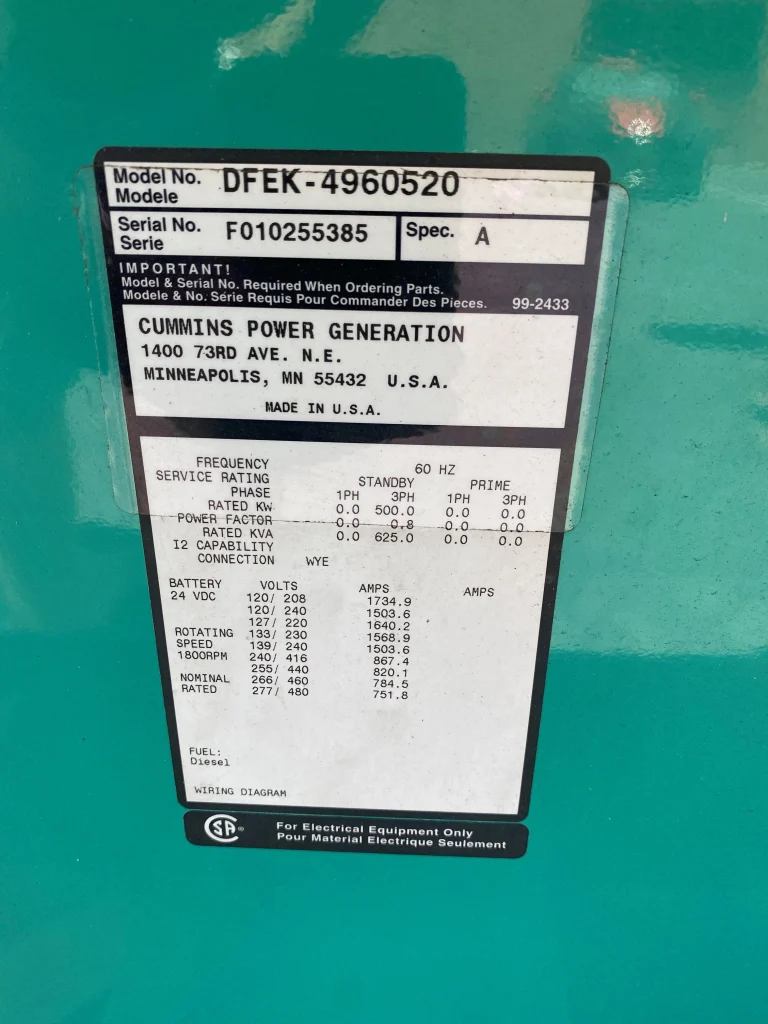 Model No. DFEK-4960520
Modele
Serial No. F010255385 Spec. A
Serie
IMPORTANT!
Model & Serial No. Required When Ordering Parts.
Modele & No. Série Requis Pour Commander Des Pieces. 99-2433
CUMMINS POWER GENERATION
1400 73RD AVE. N.E.
MINNEAPOLIS, MN 55432 U.S.A.
MADE IN U.S.A.
FREQUENCY 60 HZ
SERVICE RATING STANDBY PRIME
PHASE 1PH 3PH 1PH 3PH
RATED KW 0.0 500.0 0.0 0.0
POWER FACTOR 0.0 0.8 0.0 0.0
RATED KVA 0.0 625.0 0.0 0.0
I2 CAPABILITY
CONNECTION WYE
BATTERY VOLTS AMPS AMPS
24 VDC 120/ 208 1734.9
120/ 240 1503.6
127/ 220 1640.2
ROTATING 133/ 230 1568.9
SPEED 139/ 240 1503.6
1800RPM 240/ 416 867.4
255/ 440 820.1
NOMINAL 266/ 460 784.5
RATED 277/ 480 751.8
FUEL:
Diesel
WIRING DIAGRAM
CSA ® For Electrical Equipment Only
Pour Material Electrique Seulement